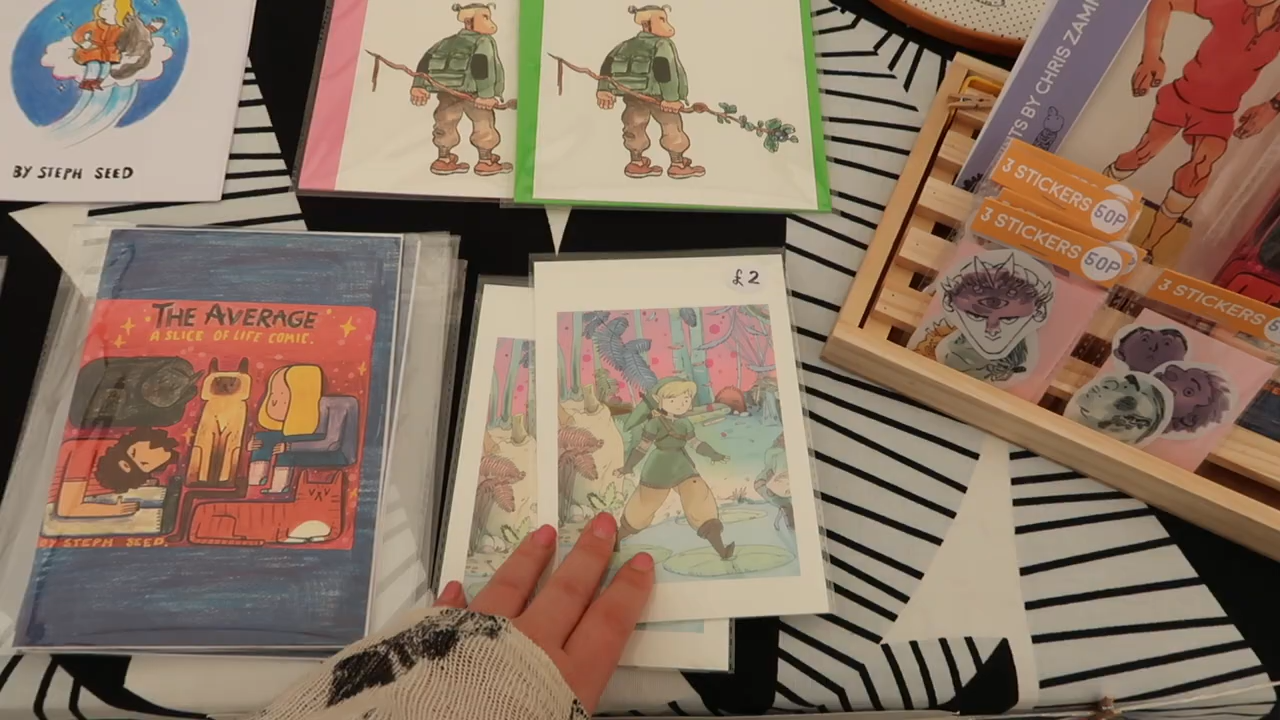 BY STEPH SEED
THE AVERAGE
A SLICE OF LIFE COMIC.
BY STEPH SEED.
£2
BY CHRIS ZAM
3 STICKERS 50P
3 STICKERS 50P
3 STICKERS